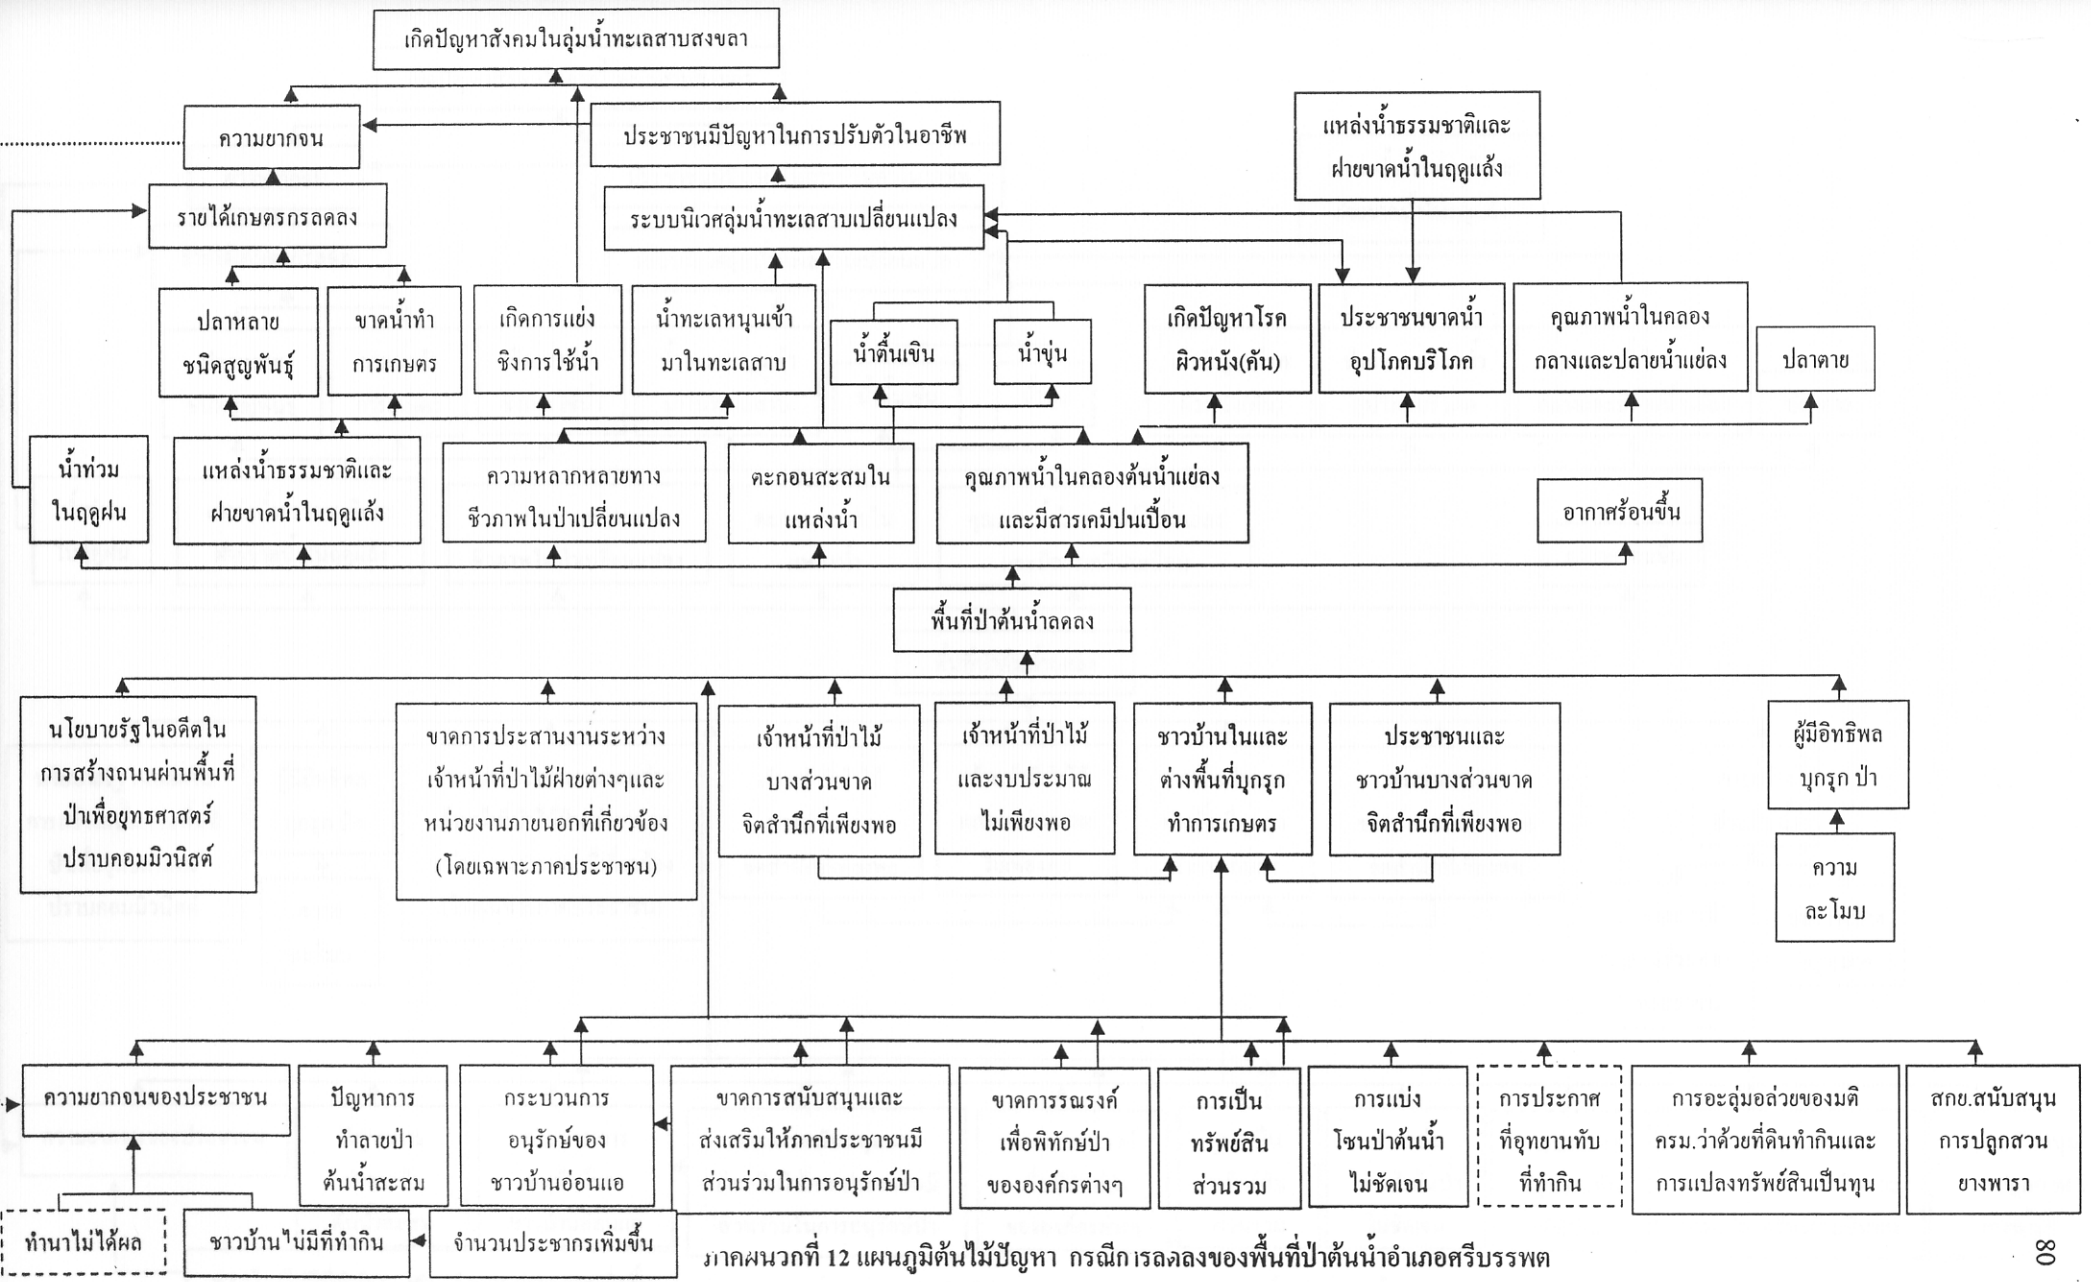 เกิดปัญหาสังคมในลุ่มน้ำทะเลสาบสงขลา
ความยากจน
ประชาชนมีปัญหาในการปรับตัวในอาชีพ
แหล่งน้ำธรรมชาติและ
ฝายขาดน้ำในฤดูแล้ง
รายได้เกษตรกรลดลง
ระบบนิเวศลุ่มน้ำทะเลสาบเปลี่ยนแปลง
ปลาหลาย
ชนิดสูญพันธุ์
ขาดน้ำทำ
การเกษตร
เกิดการแย่ง
ชิงการใช้น้ำ
น้ำทะเลหนุนเข้า
มาในทะเลสาบ
น้ำตื้นเขิน
น้ำขุ่น
เกิดปัญหาโรค
ผิวหนัง(คัน)
ประชาชนขาดน้ำ
อุปโภคบริโภค
คุณภาพน้ำในคลอง
กลางและปลายน้ำแย่ลง
ปลาตาย
น้ำท่วม
ในฤดูฝน
แหล่งน้ำธรรมชาติและ
ฝายขาดน้ำในฤดูแล้ง
ความหลากหลายทาง
ชีวภาพในป่าเปลี่ยนแปลง
ตะกอนสะสมใน
แหล่งน้ำ
คุณภาพน้ำในคลองต้นน้ำแย่ลง
และมีสารเคมีปนเปื้อน
อากาศร้อนขึ้น
พื้นที่ป่าต้นน้ำลดลง
นโยบายรัฐในอดีตใน
การสร้างถนนผ่านพื้นที่
ป่าเพื่อยุทธศาสตร์
ปราบคอมมิวนิสต์
ขาดการประสานงานระหว่าง
เจ้าหน้าที่ป่าไม้ฝ่ายต่างๆและ
หน่วยงานภายนอกที่เกี่ยวข้อง
(โดยเฉพาะภาคประชาชน)
เจ้าหน้าที่ป่าไม้
บางส่วนขาด
จิตสำนึกที่เพียงพอ
เจ้าหน้าที่ป่าไม้
และงบประมาณ
ไม่เพียงพอ
ชาวบ้านในและ
ต่างพื้นที่บุกรุก
ทำการเกษตร
ประชาชนและ
ชาวบ้านบางส่วนขาด
จิตสำนึกที่เพียงพอ
ผู้มีอิทธิพล
บุกรุก ป่า
ความ
ละโมบ
ความยากจนของประชาชน
ปัญหาการ
ทำลายป่า
ต้นน้ำสะสม
กระบวนการ
อนุรักษ์ของ
ชาวบ้านอ่อนแอ
ขาดการสนับสนุนและ
ส่งเสริมให้ภาคประชาชนมี
ส่วนร่วมในการอนุรักษ์ป่า
ขาดการรณรงค์
เพื่อพิทักษ์ป่า
ขององค์กรต่างๆ
การเป็น
ทรัพย์สิน
ส่วนรวม
การแบ่ง
โซนป่าต้นน้ำ
ไม่ชัดเจน
การประกาศ
ที่อุทยานทับ
ที่ทำกิน
การอะลุ่มอล่วยของมติ
ครม.ว่าด้วยที่ดินทำกินและ
การแปลงทรัพย์สินเป็นทุน
สกย.สนับสนุน
การปลูกสวน
ยางพารา
ทำนาไม่ได้ผล
ชาวบ้านไม่มีที่ทำกิน
จำนวนประชากรเพิ่มขึ้น
ภาคผนวกที่ 12 แผนภูมิต้นไม้ปัญหา กรณีการลดลงของพื้นที่ป่าต้นน้ำอำเภอศรีบรรพต
80